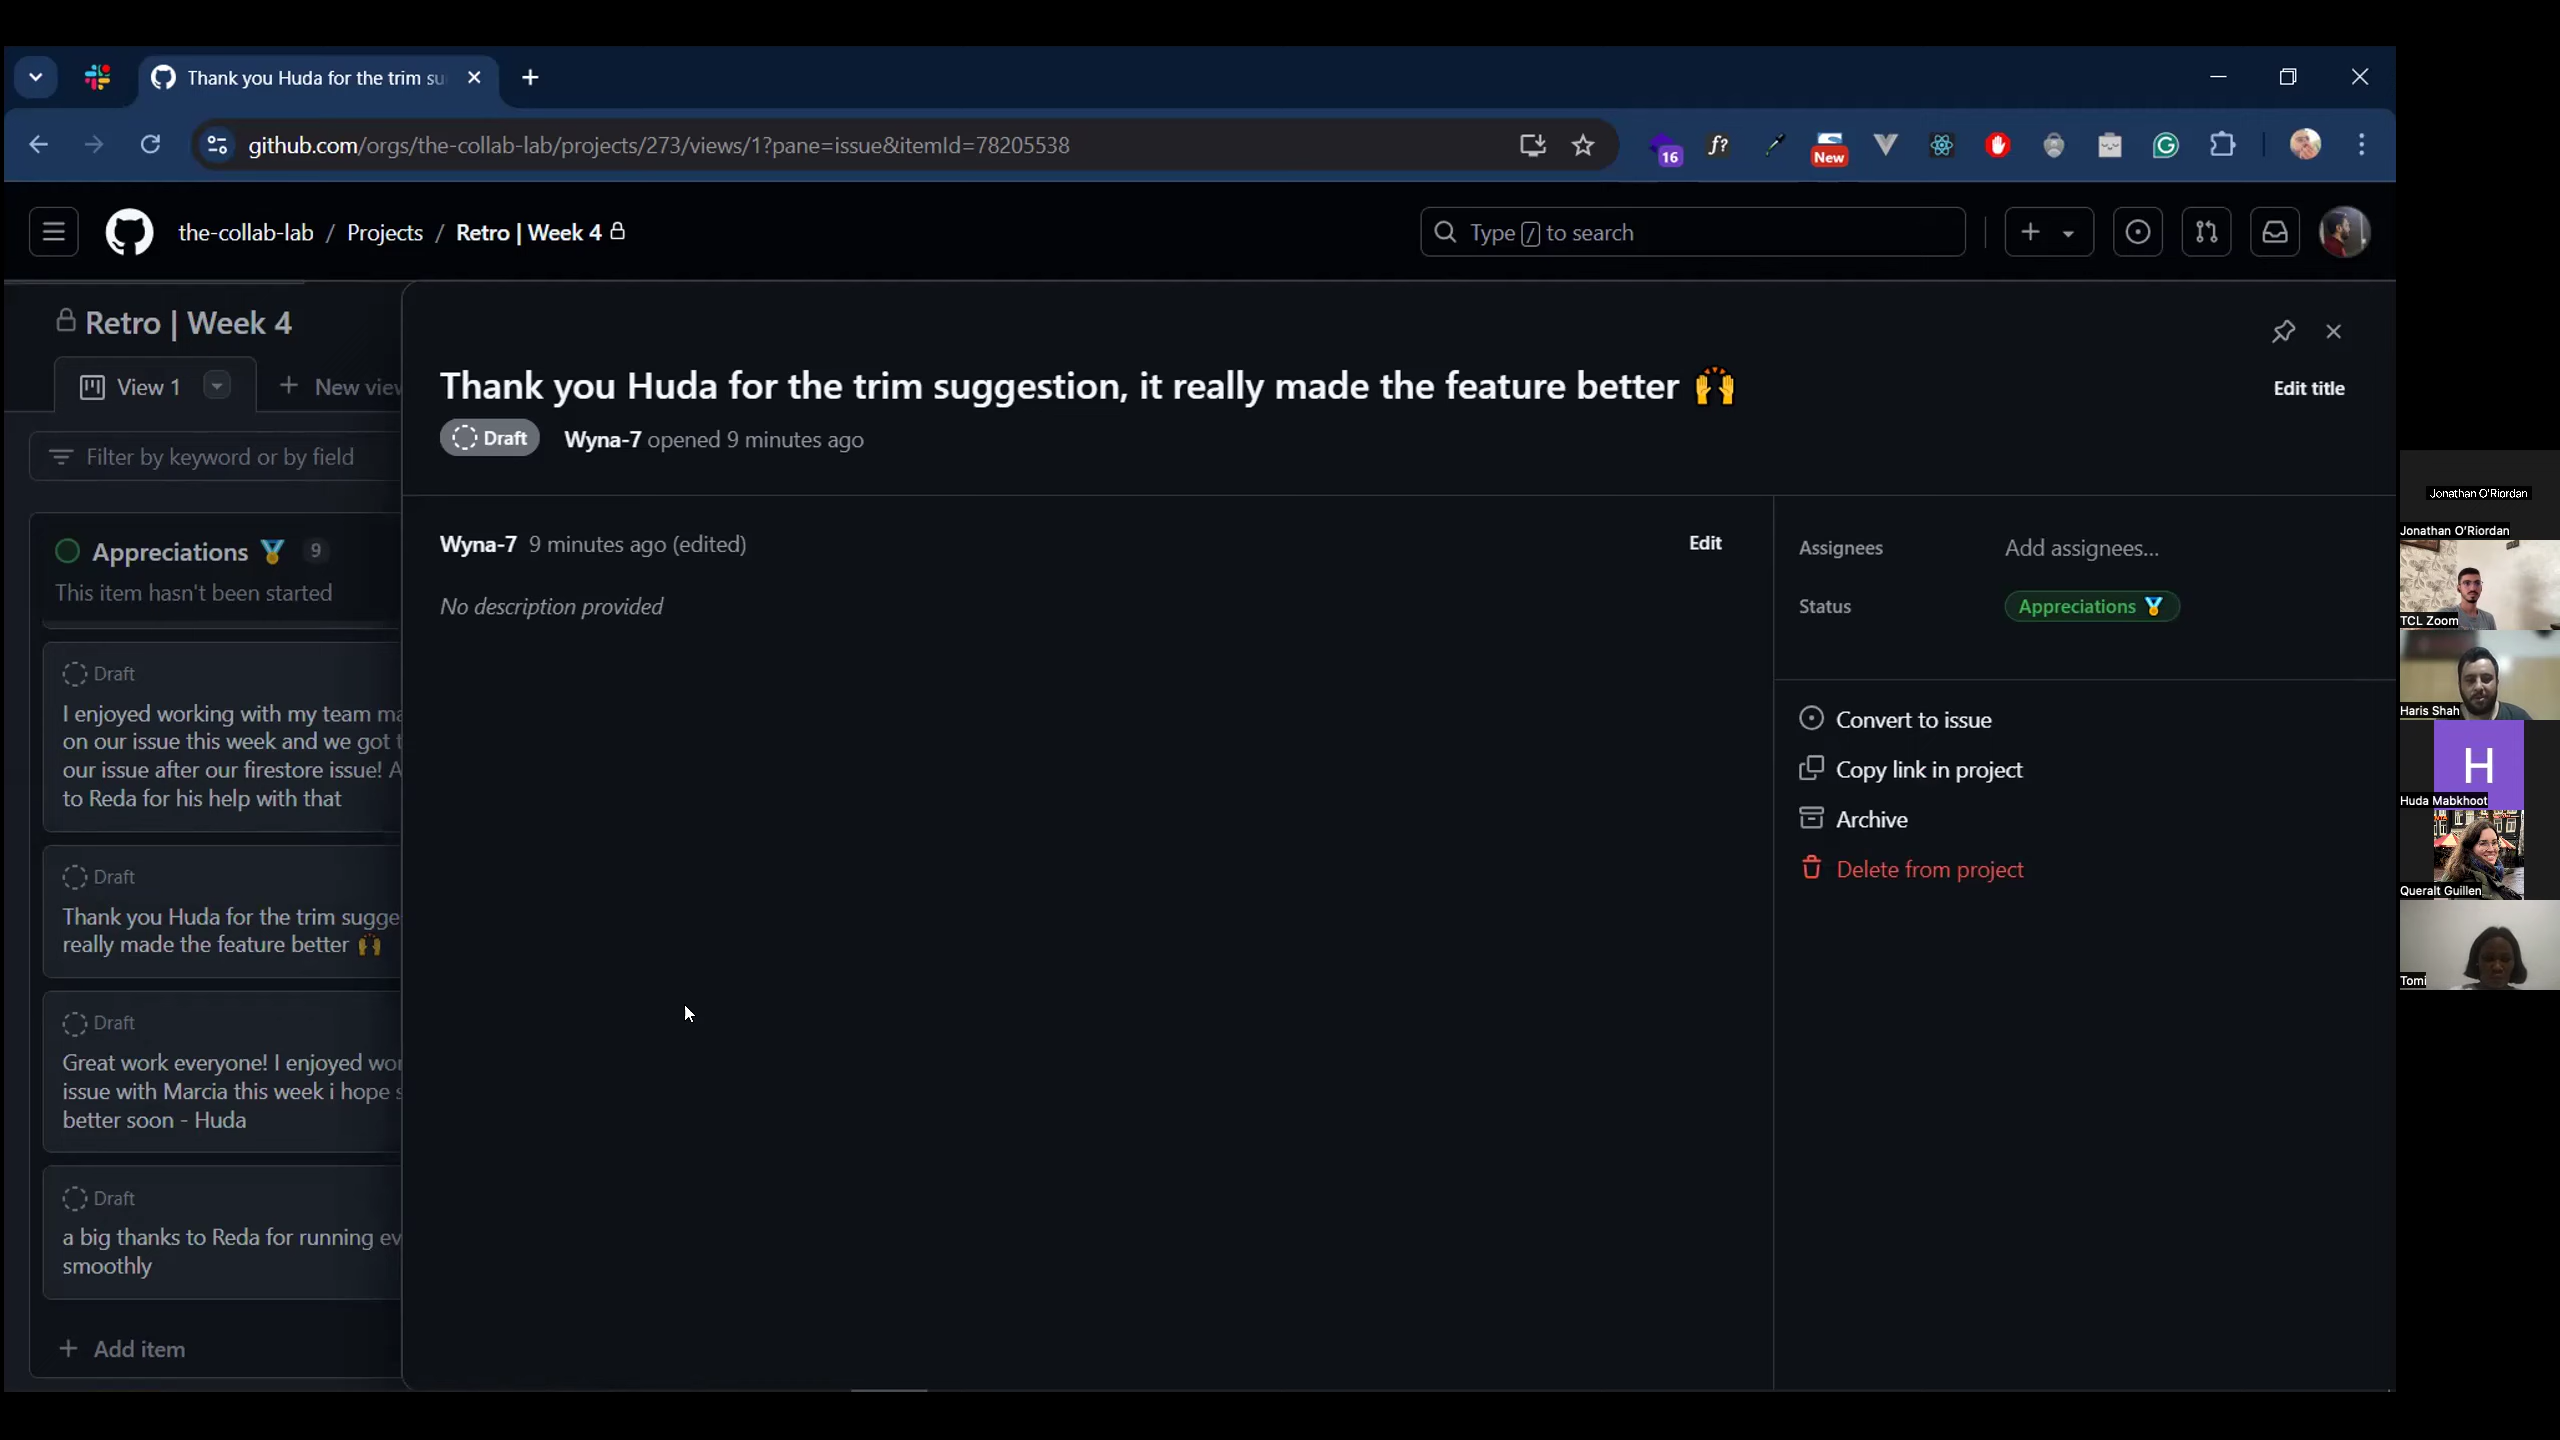 Thank you Huda for the trim su
github.com/orgs/the-collab-lab/projects/273/views/1?pane=issue&itemId=78205538
16
f?
New
the-collab-lab / Projects / Retro | Week 4
Type / to search
Retro | Week 4
View 1
New view
Filter by keyword or by field
Appreciations 🏅 9
This item hasn't been started
Draft
I enjoyed working with my team ma
on our issue this week and we got t
our issue after our firestore issue! A
to Reda for his help with that
Draft
Thank you Huda for the trim sugge
really made the feature better 🙌
Draft
Great work everyone! I enjoyed wor
issue with Marcia this week i hope s
better soon - Huda
Draft
a big thanks to Reda for running ev
smoothly
+ Add item
Thank you Huda for the trim suggestion, it really made the feature better 🙌
Edit title
Draft
Wyna-7 opened 9 minutes ago
Wyna-7 9 minutes ago (edited)
Edit
No description provided
Assignees
Add assignees...
Status
Appreciations 🏅
Convert to issue
Copy link in project
Archive
Delete from project
Jonathan O'Riordan
Jonathan O'Riordan
TCL Zoom
Haris Shah
H
Huda Mabkhoot
Queralt Guillen
Tomi